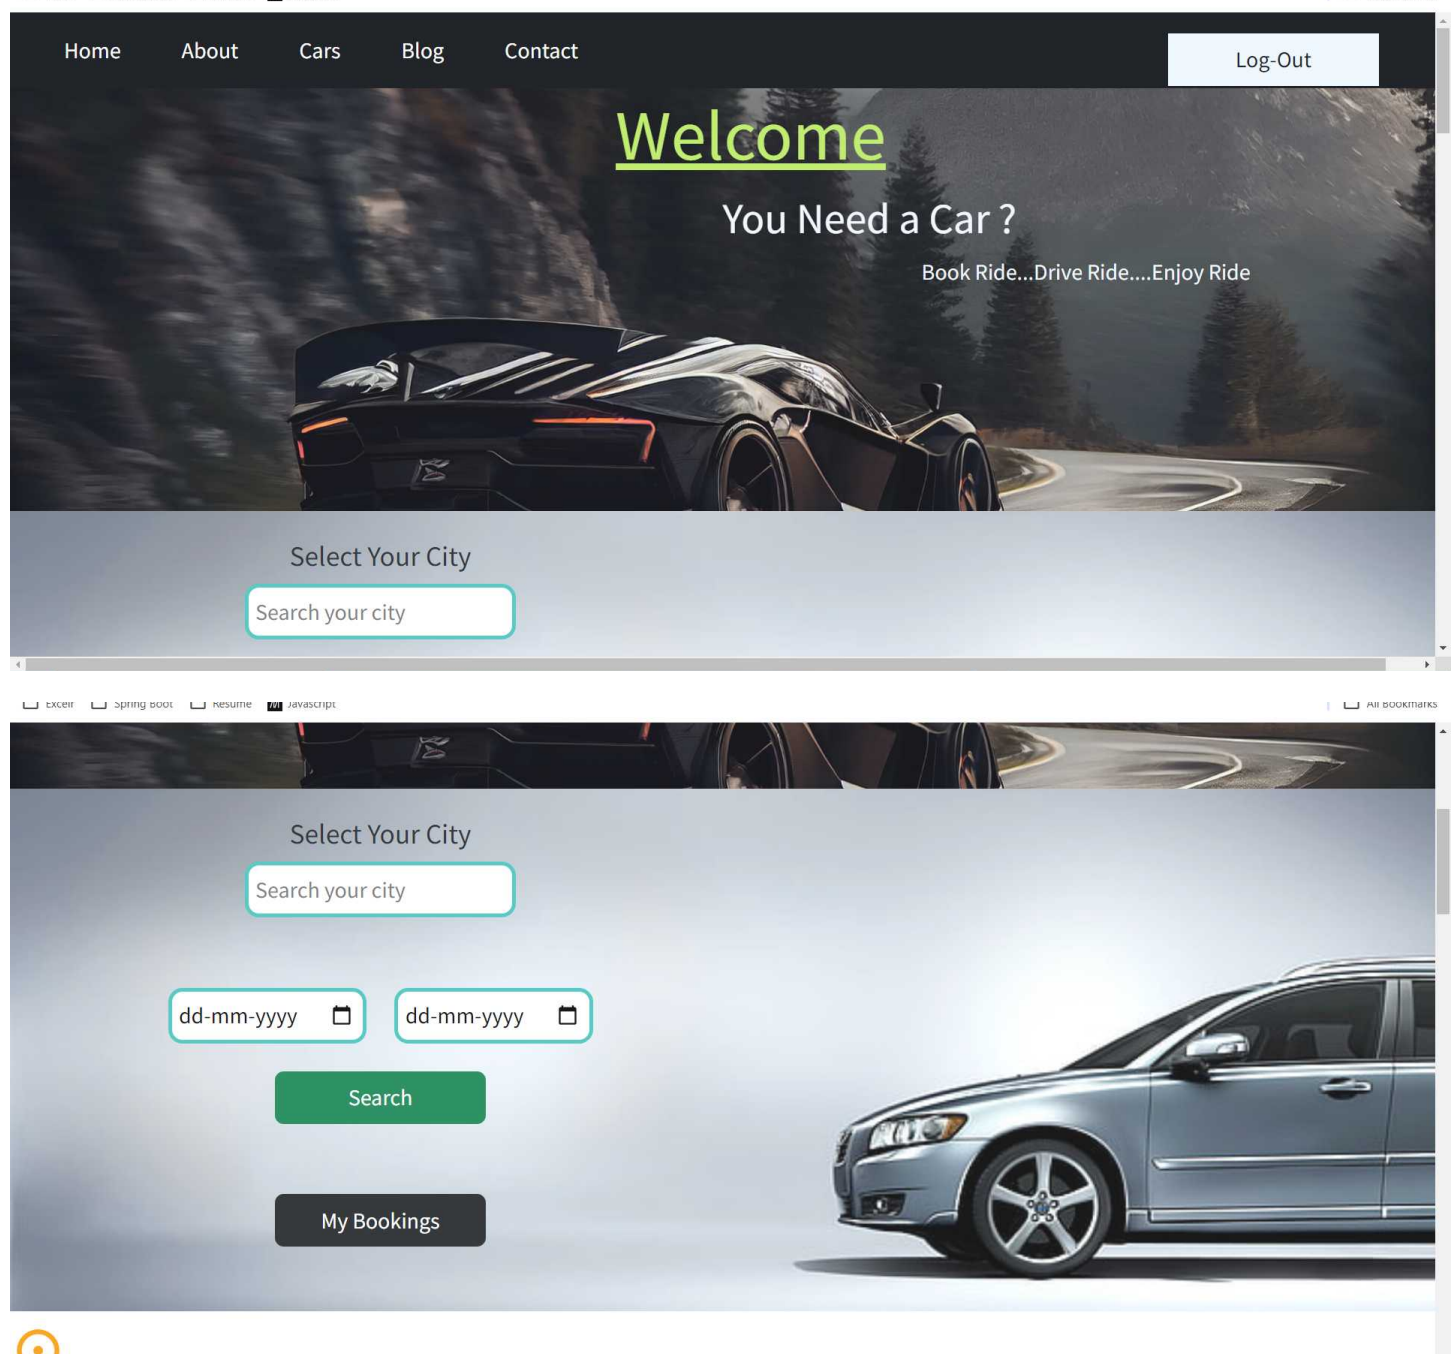 Home About Cars Blog Contact Log-Out
Welcome
You Need a Car ?
Book Ride...Drive Ride....Enjoy Ride
Select Your City
Search your city
Excelr Spring Boot Resume Javascript All Bookmarks
Select Your City
Search your city
dd-mm-yyyy dd-mm-yyyy
Search
My Bookings